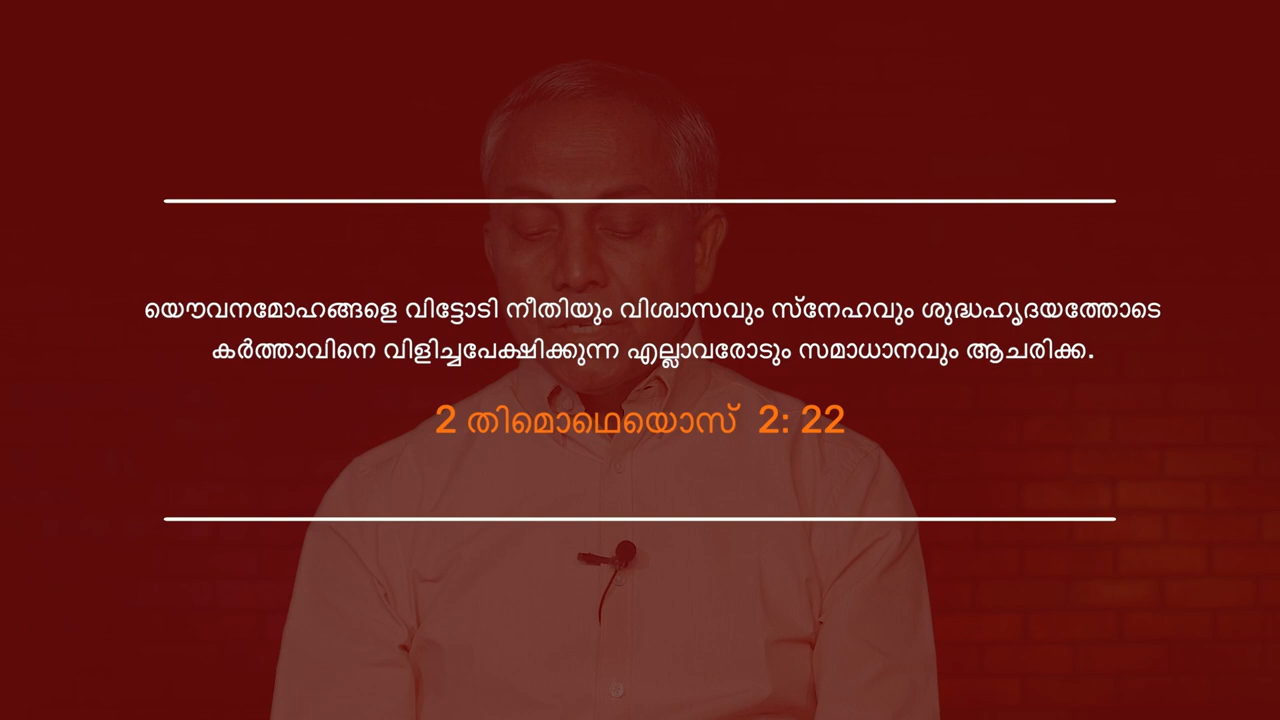 യൌവനമോഹങ്ങളെ വിട്ടോടി നീതിയും വിശ്വാസവും സ്നേഹവും ശുദ്ധഹൃദയത്തോടെ
കർത്താവിനെ വിളിച്ചപേക്ഷിക്കുന്ന എല്ലാവരോടും സമാധാനവും ആചരിക്ക.
2 തിമൊഥെയൊസ് 2: 22